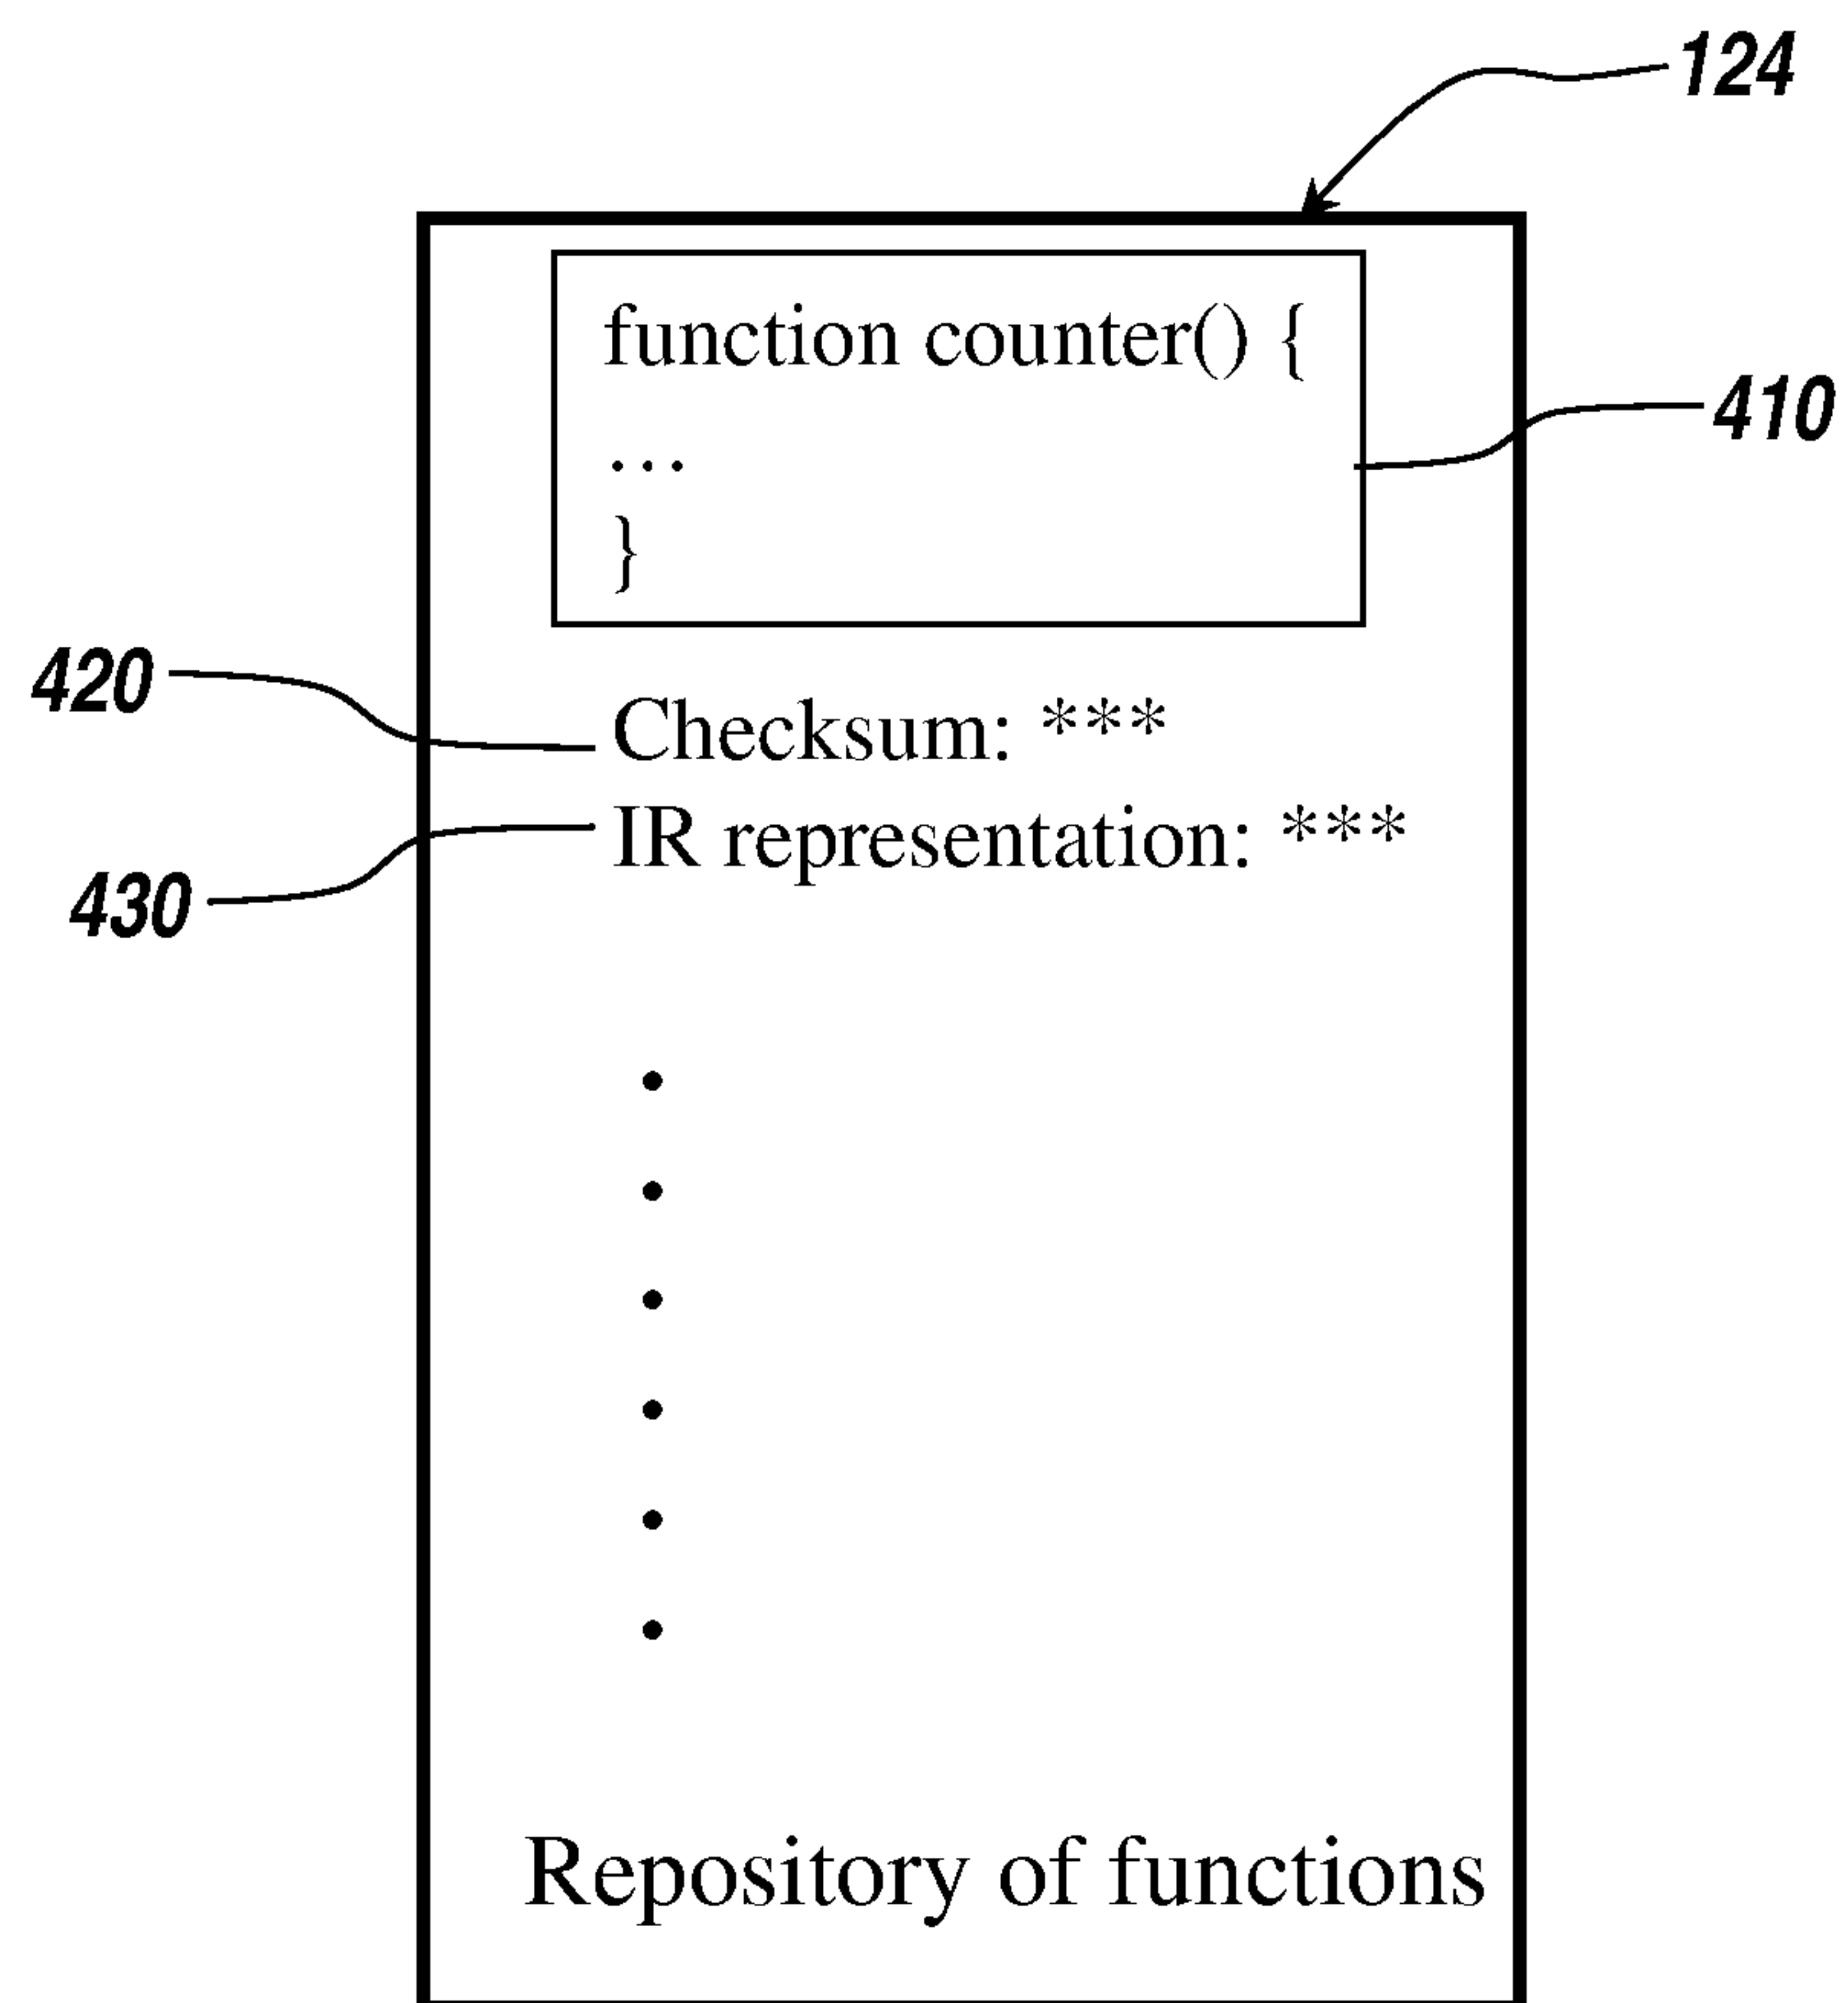 124
function counter() {
410
...
}
420
Checksum: ***
IR representation: ***
430
Repository of functions